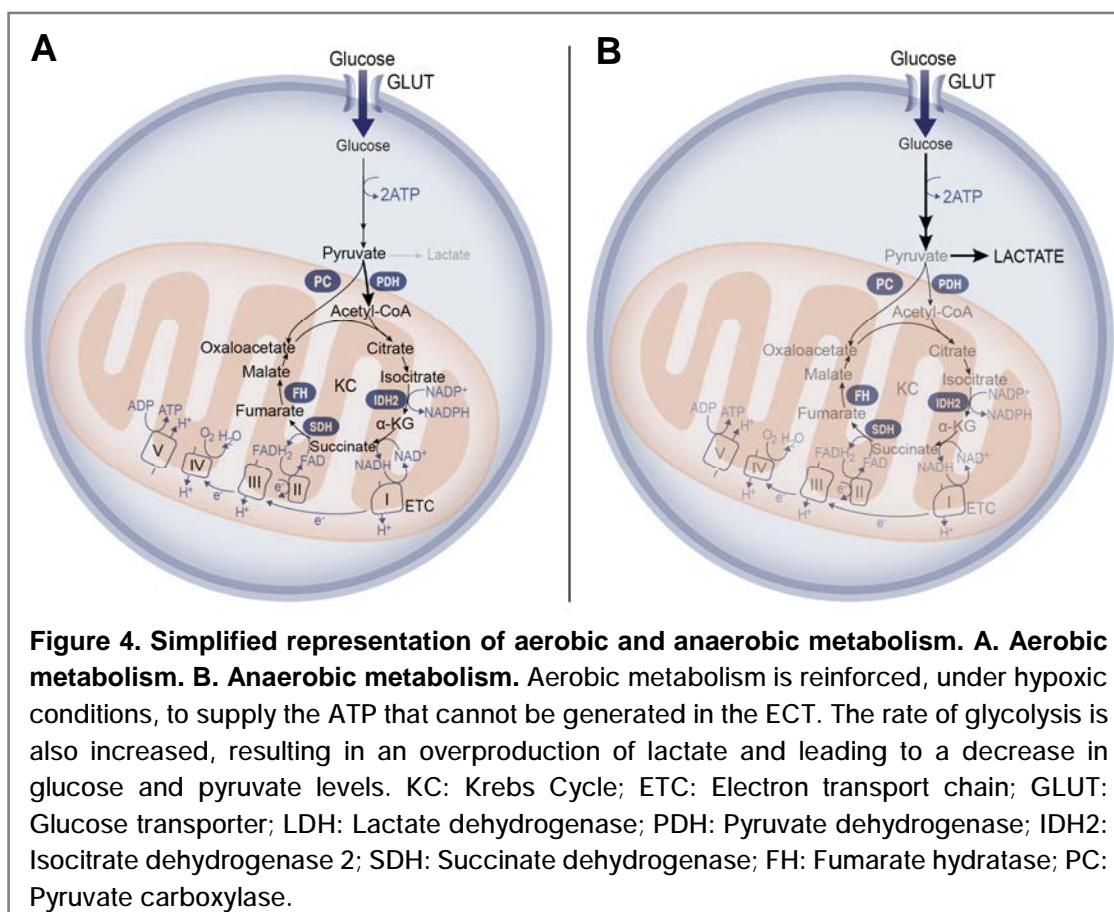 A
Glucose
GLUT
Glucose
2ATP
Pyruvate
Lactate
PC
PDH
Acetyl-CoA
Oxaloacetate
Citrate
Malate
Isocitrate
FH
KC
IDH2
NADP+
NADPH
Fumarate
α-KG
SDH
Succinate
ADP
ATP
H+
O2 H2O
FADH2
FAD
NADH
NAD+
V
IV
III
e-
II
I
ETC
H+
e-
H+
e-
H+
B
Glucose
GLUT
Glucose
2ATP
Pyruvate
LACTATE
PC
PDH
Acetyl-CoA
Oxaloacetate
Citrate
Malate
Isocitrate
FH
KC
IDH2
NADP+
NADPH
Fumarate
α-KG
SDH
Succinate
ADP
ATP
H+
O2 H2O
FADH2
FAD
NADH
NAD+
V
IV
III
e-
II
I
ETC
H+
e-
H+
e-
H+
Figure 4. Simplified representation of aerobic and anaerobic metabolism. A. Aerobic
metabolism. B. Anaerobic metabolism. Aerobic metabolism is reinforced, under hypoxic
conditions, to supply the ATP that cannot be generated in the ECT. The rate of glycolysis is
also increased, resulting in an overproduction of lactate and leading to a decrease in
glucose and pyruvate levels. KC: Krebs Cycle; ETC: Electron transport chain; GLUT:
Glucose transporter; LDH: Lactate dehydrogenase; PDH: Pyruvate dehydrogenase; IDH2:
Isocitrate dehydrogenase 2; SDH: Succinate dehydrogenase; FH: Fumarate hydratase; PC:
Pyruvate carboxylase.